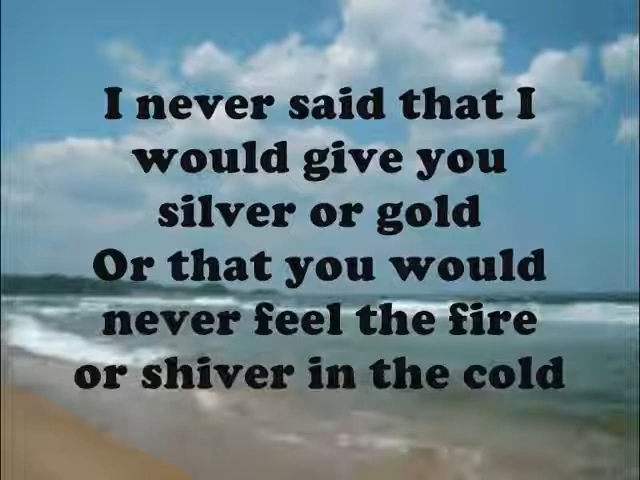 I never said that I
would give you
silver or gold
Or that you would
never feel the fire
or shiver in the cold